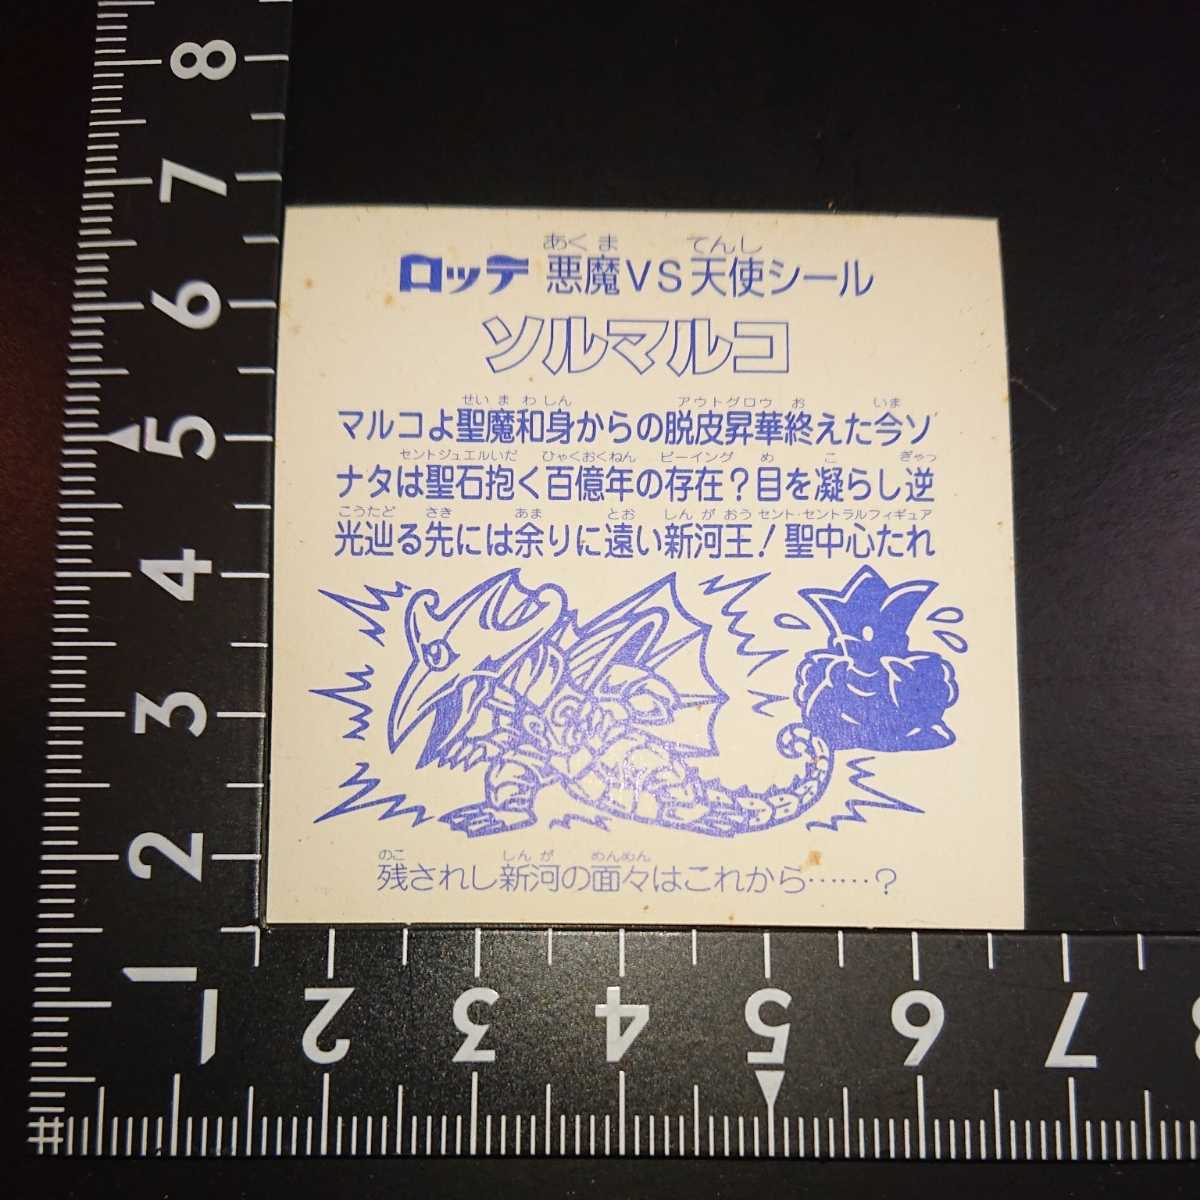 あくま てんし
ロッテ 悪魔VS天使シール
ソルマルコ
せいまわしん アウトグロウ お いま
マルコよ聖魔和身からの脱皮昇華終えた今ソ
セントジュエルいだ ひゃくおくねん ビーイング め こ ぎゃっ
ナタは聖石抱く百億年の存在？目を凝らし逆
こうたど さき あま とお しんがおう セント・セントラルフィギュア
光辿る先には余りに遠い新河王！聖中心たれ
のこ しんが めんめん
残されし新河の面々はこれから……？
8
7
6
5
4
3
2
1
1 2 3 4 5 6 7 8